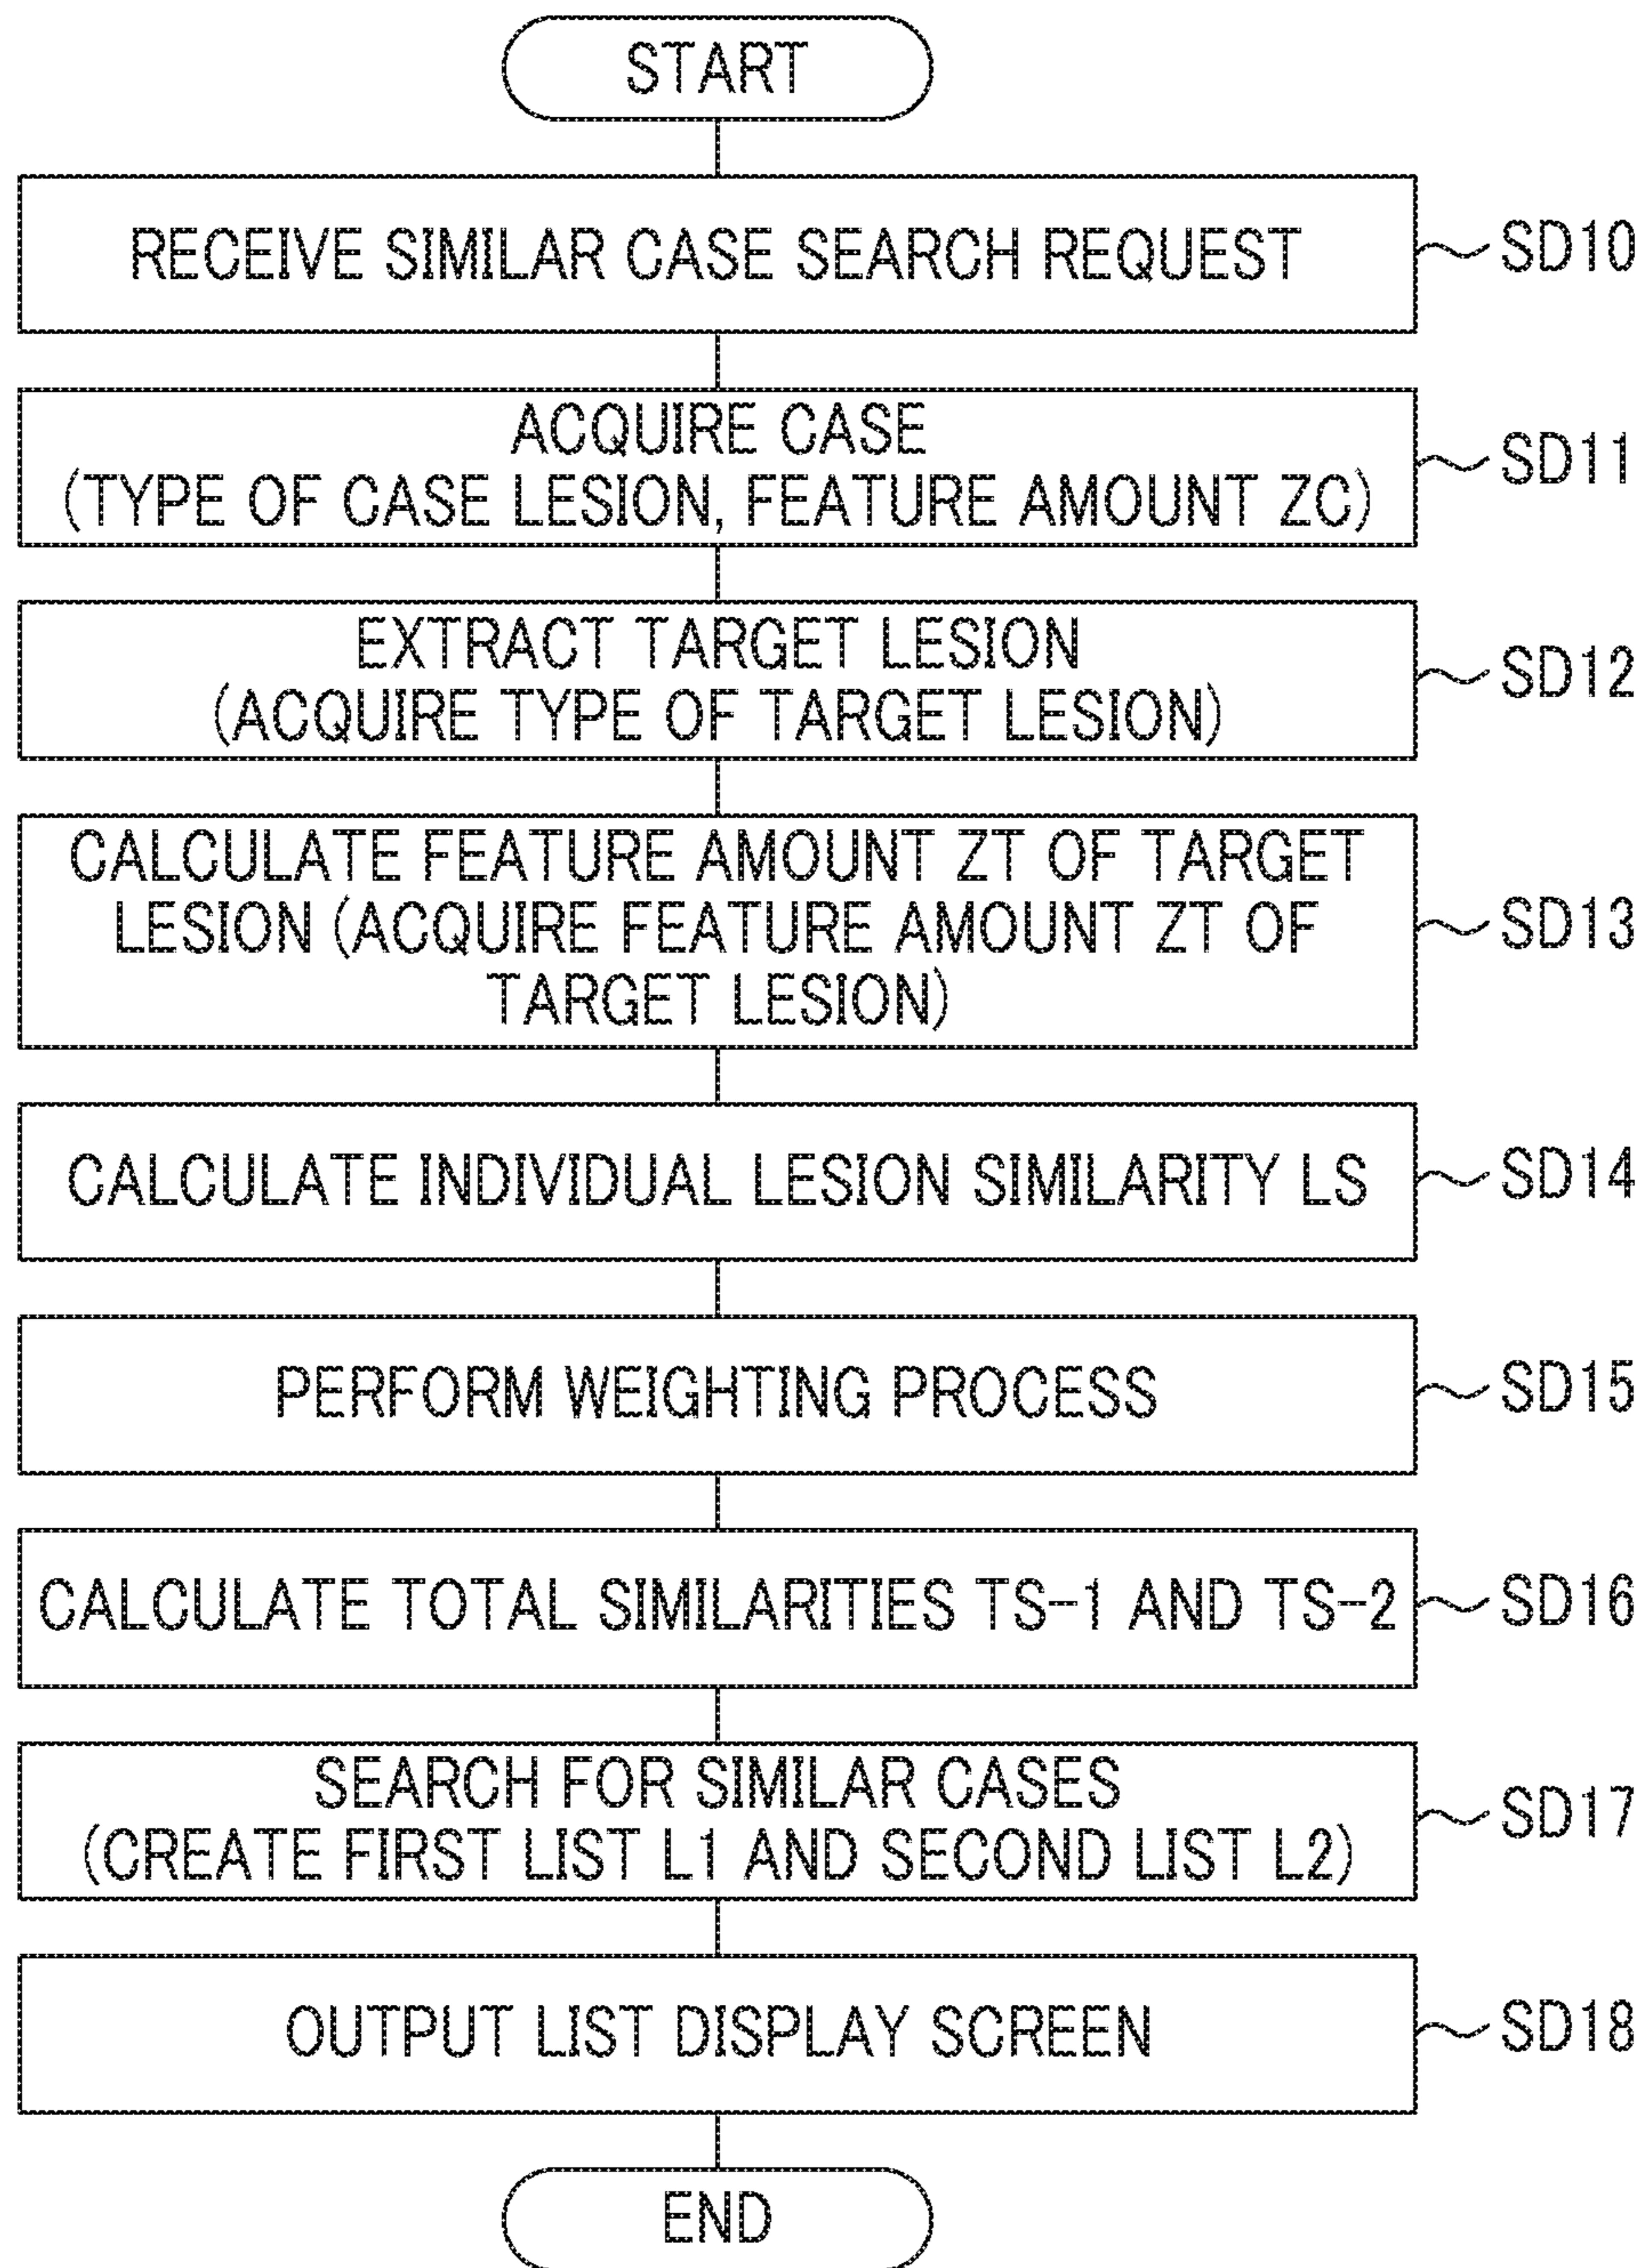 START
RECEIVE SIMILAR CASE SEARCH REQUEST
SD10
ACQUIRE CASE
(TYPE OF CASE LESION, FEATURE AMOUNT ZC)
SD11
EXTRACT TARGET LESION
(ACQUIRE TYPE OF TARGET LESION)
SD12
CALCULATE FEATURE AMOUNT ZT OF TARGET
LESION (ACQUIRE FEATURE AMOUNT ZT OF
TARGET LESION)
SD13
CALCULATE INDIVIDUAL LESION SIMILARITY LS
SD14
PERFORM WEIGHTING PROCESS
SD15
CALCULATE TOTAL SIMILARITIES TS-1 AND TS-2
SD16
SEARCH FOR SIMILAR CASES
(CREATE FIRST LIST L1 AND SECOND LIST L2)
SD17
OUTPUT LIST DISPLAY SCREEN
SD18
END